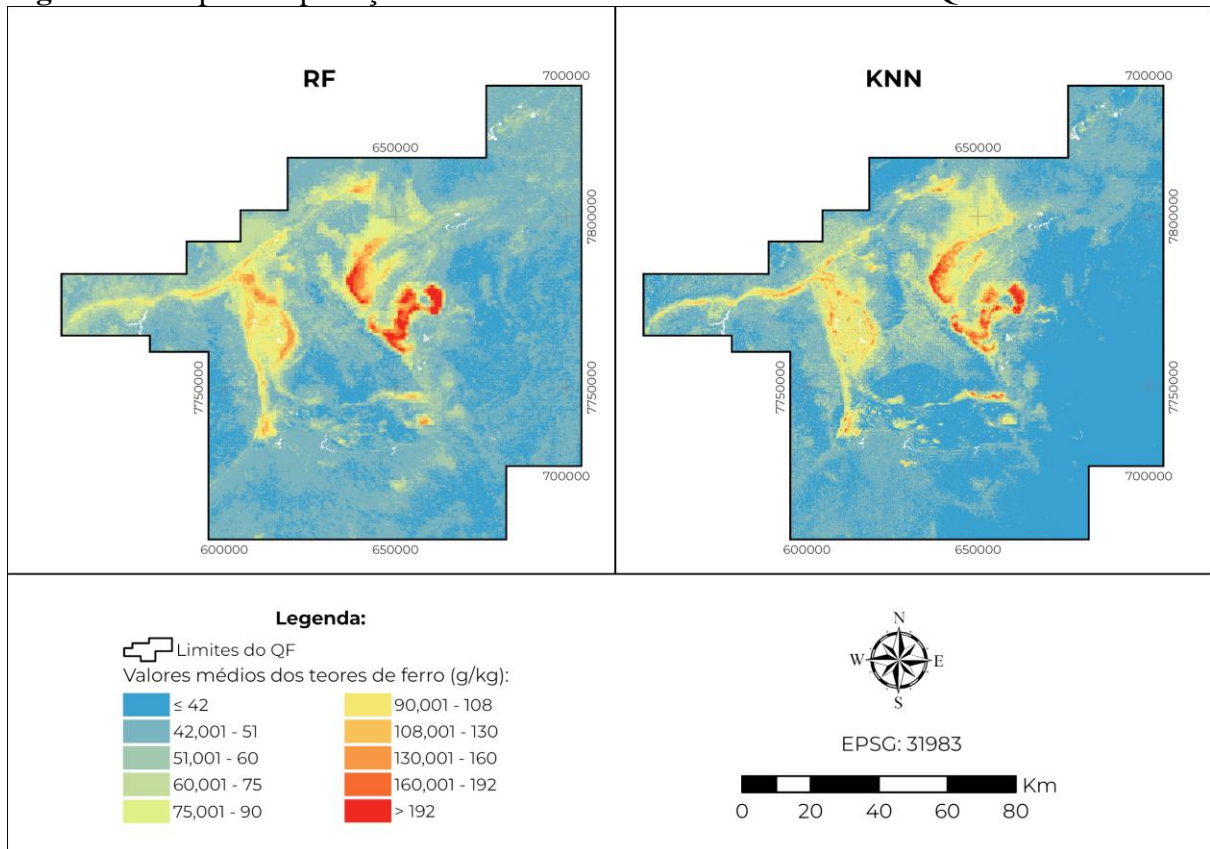 RF
700000
650000
7800000
7750000
700000
600000
650000
KNN
700000
650000
7800000
7750000
7750000
700000
600000
650000
Legenda:
Limites do QF
Valores médios dos teores de ferro (g/kg):
≤ 42
42,001 - 51
51,001 - 60
60,001 - 75
75,001 - 90
90,001 - 108
108,001 - 130
130,001 - 160
160,001 - 192
> 192
N
W E
S
EPSG: 31983
Km
0 20 40 60 80